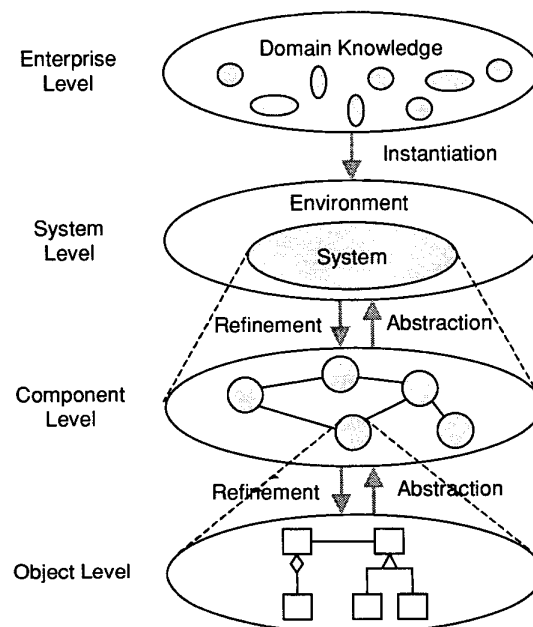 Enterprise
Level
Domain Knowledge
Instantiation
System
Level
Environment
System
Refinement
Abstraction
Component
Level
Refinement
Abstraction
Object Level